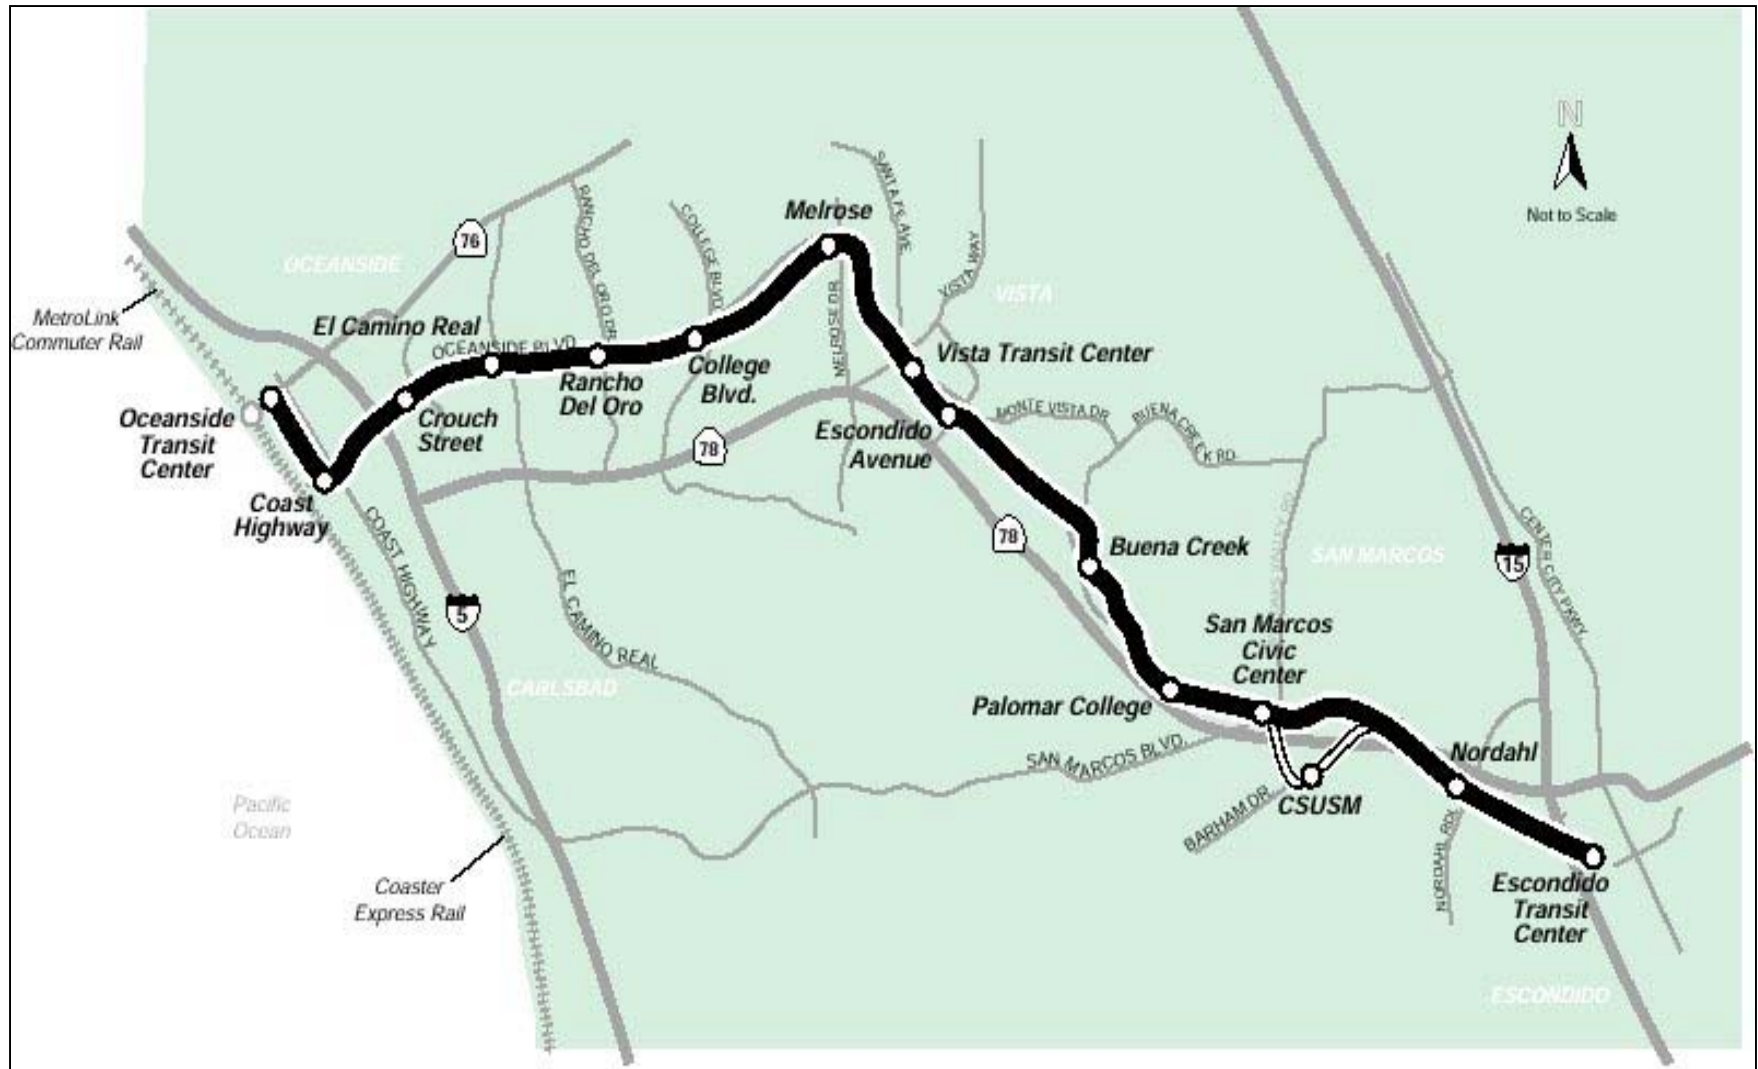 N
Not to Scale
SANTA FE AVE
Melrose
RANCHO DEL ORO DR.
COLLEGE BLVD.
76
OCEANSIDE
VISTA WAY
VISTA
MetroLink
Commuter Rail
El Camino Real
OCEANSIDE BLVD.
MELROSE DR.
Vista Transit Center
Rancho
Del Oro
College
Blvd.
Oceanside
Transit
Center
Crouch
Street
78
Escondido
Avenue
MONTE VISTA DR
BUENA CREEK RD
Coast
Highway
COAST HIGHWAY
78
Buena Creek
SAN MARCOS
15
CENTER CITY PKWY
5
EL CAMINO REAL
San Marcos
Civic
Center
CARLSBAD
Palomar College
SAN MARCOS BLVD.
Nordahl
Pacific
Ocean
BARHAM DR
CSUSM
NORDAHL RD.
Coaster
Express Rail
Escondido
Transit
Center
ESCONDIDO